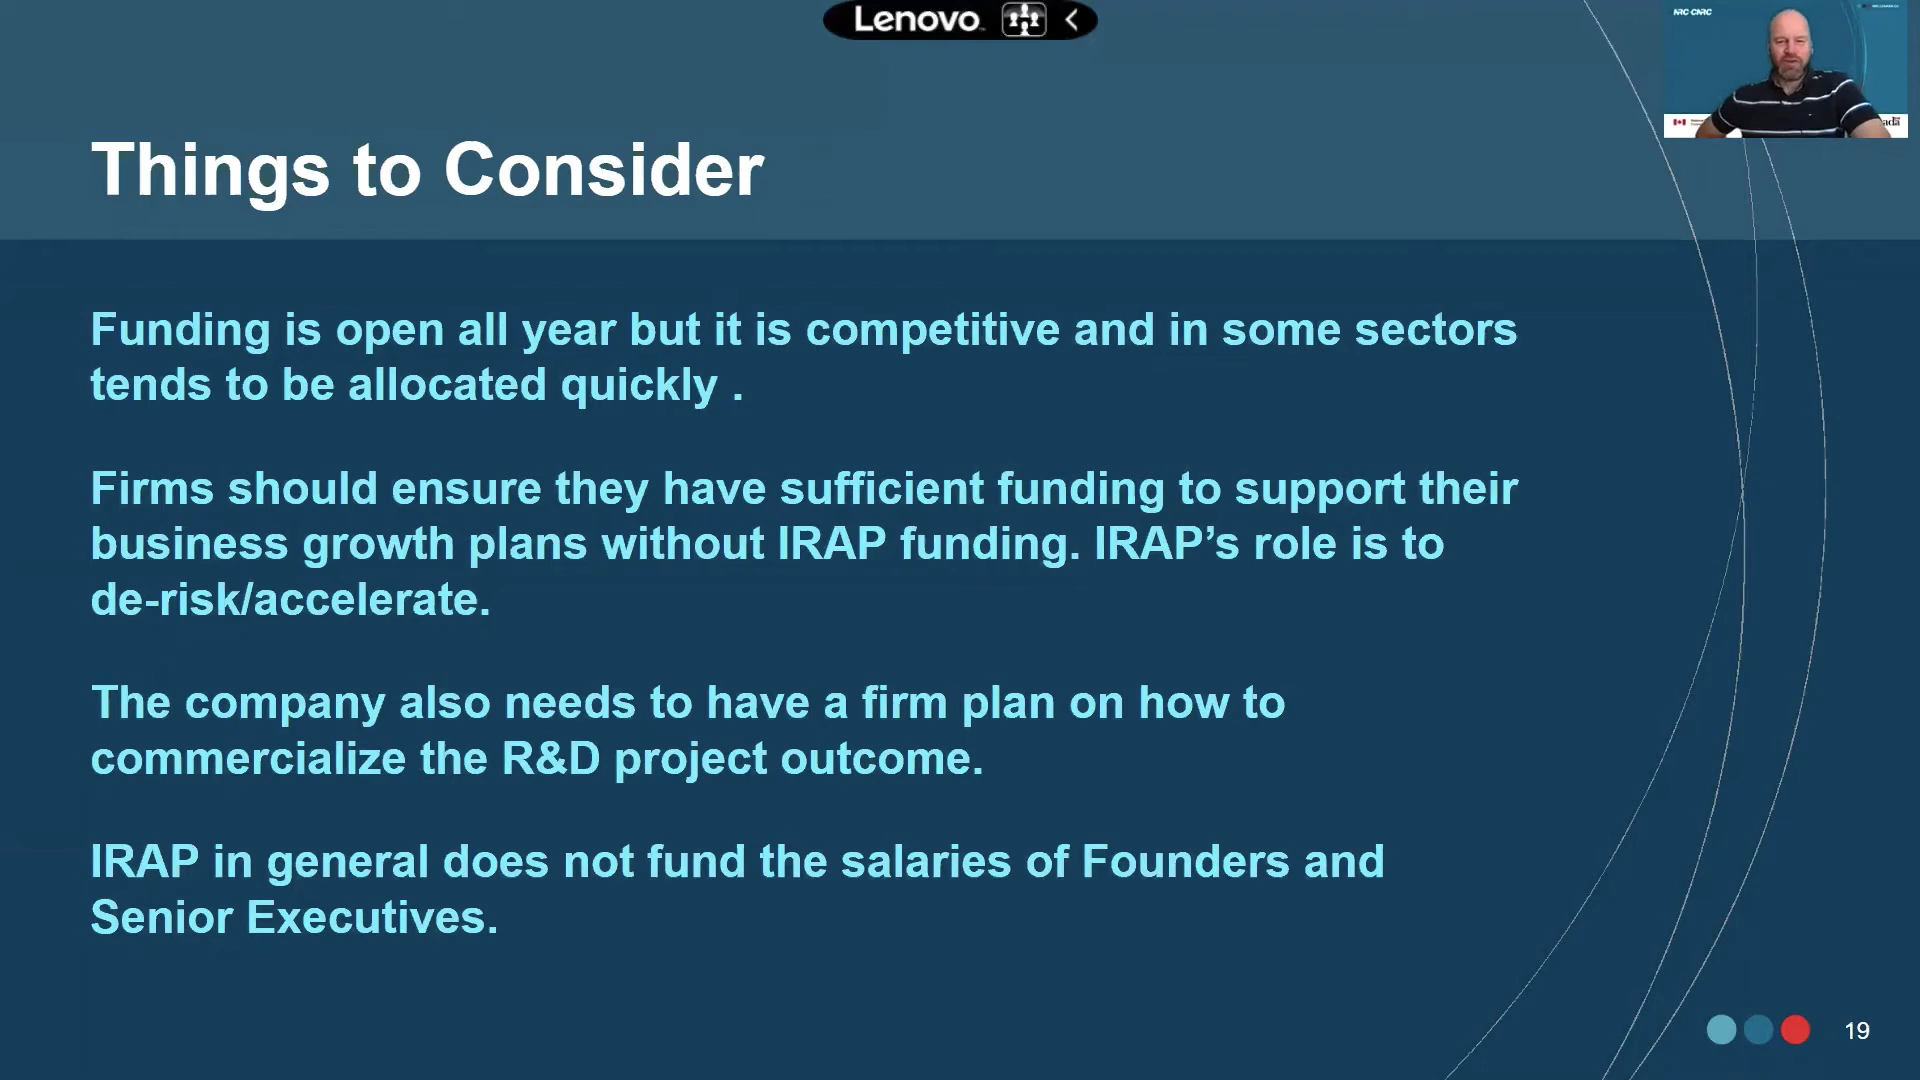 Lenovo
NRC·CNRC
Things to Consider
Funding is open all year but it is competitive and in some sectors
tends to be allocated quickly .
Firms should ensure they have sufficient funding to support their
business growth plans without IRAP funding. IRAP’s role is to
de-risk/accelerate.
The company also needs to have a firm plan on how to
commercialize the R&D project outcome.
IRAP in general does not fund the salaries of Founders and
Senior Executives.
19